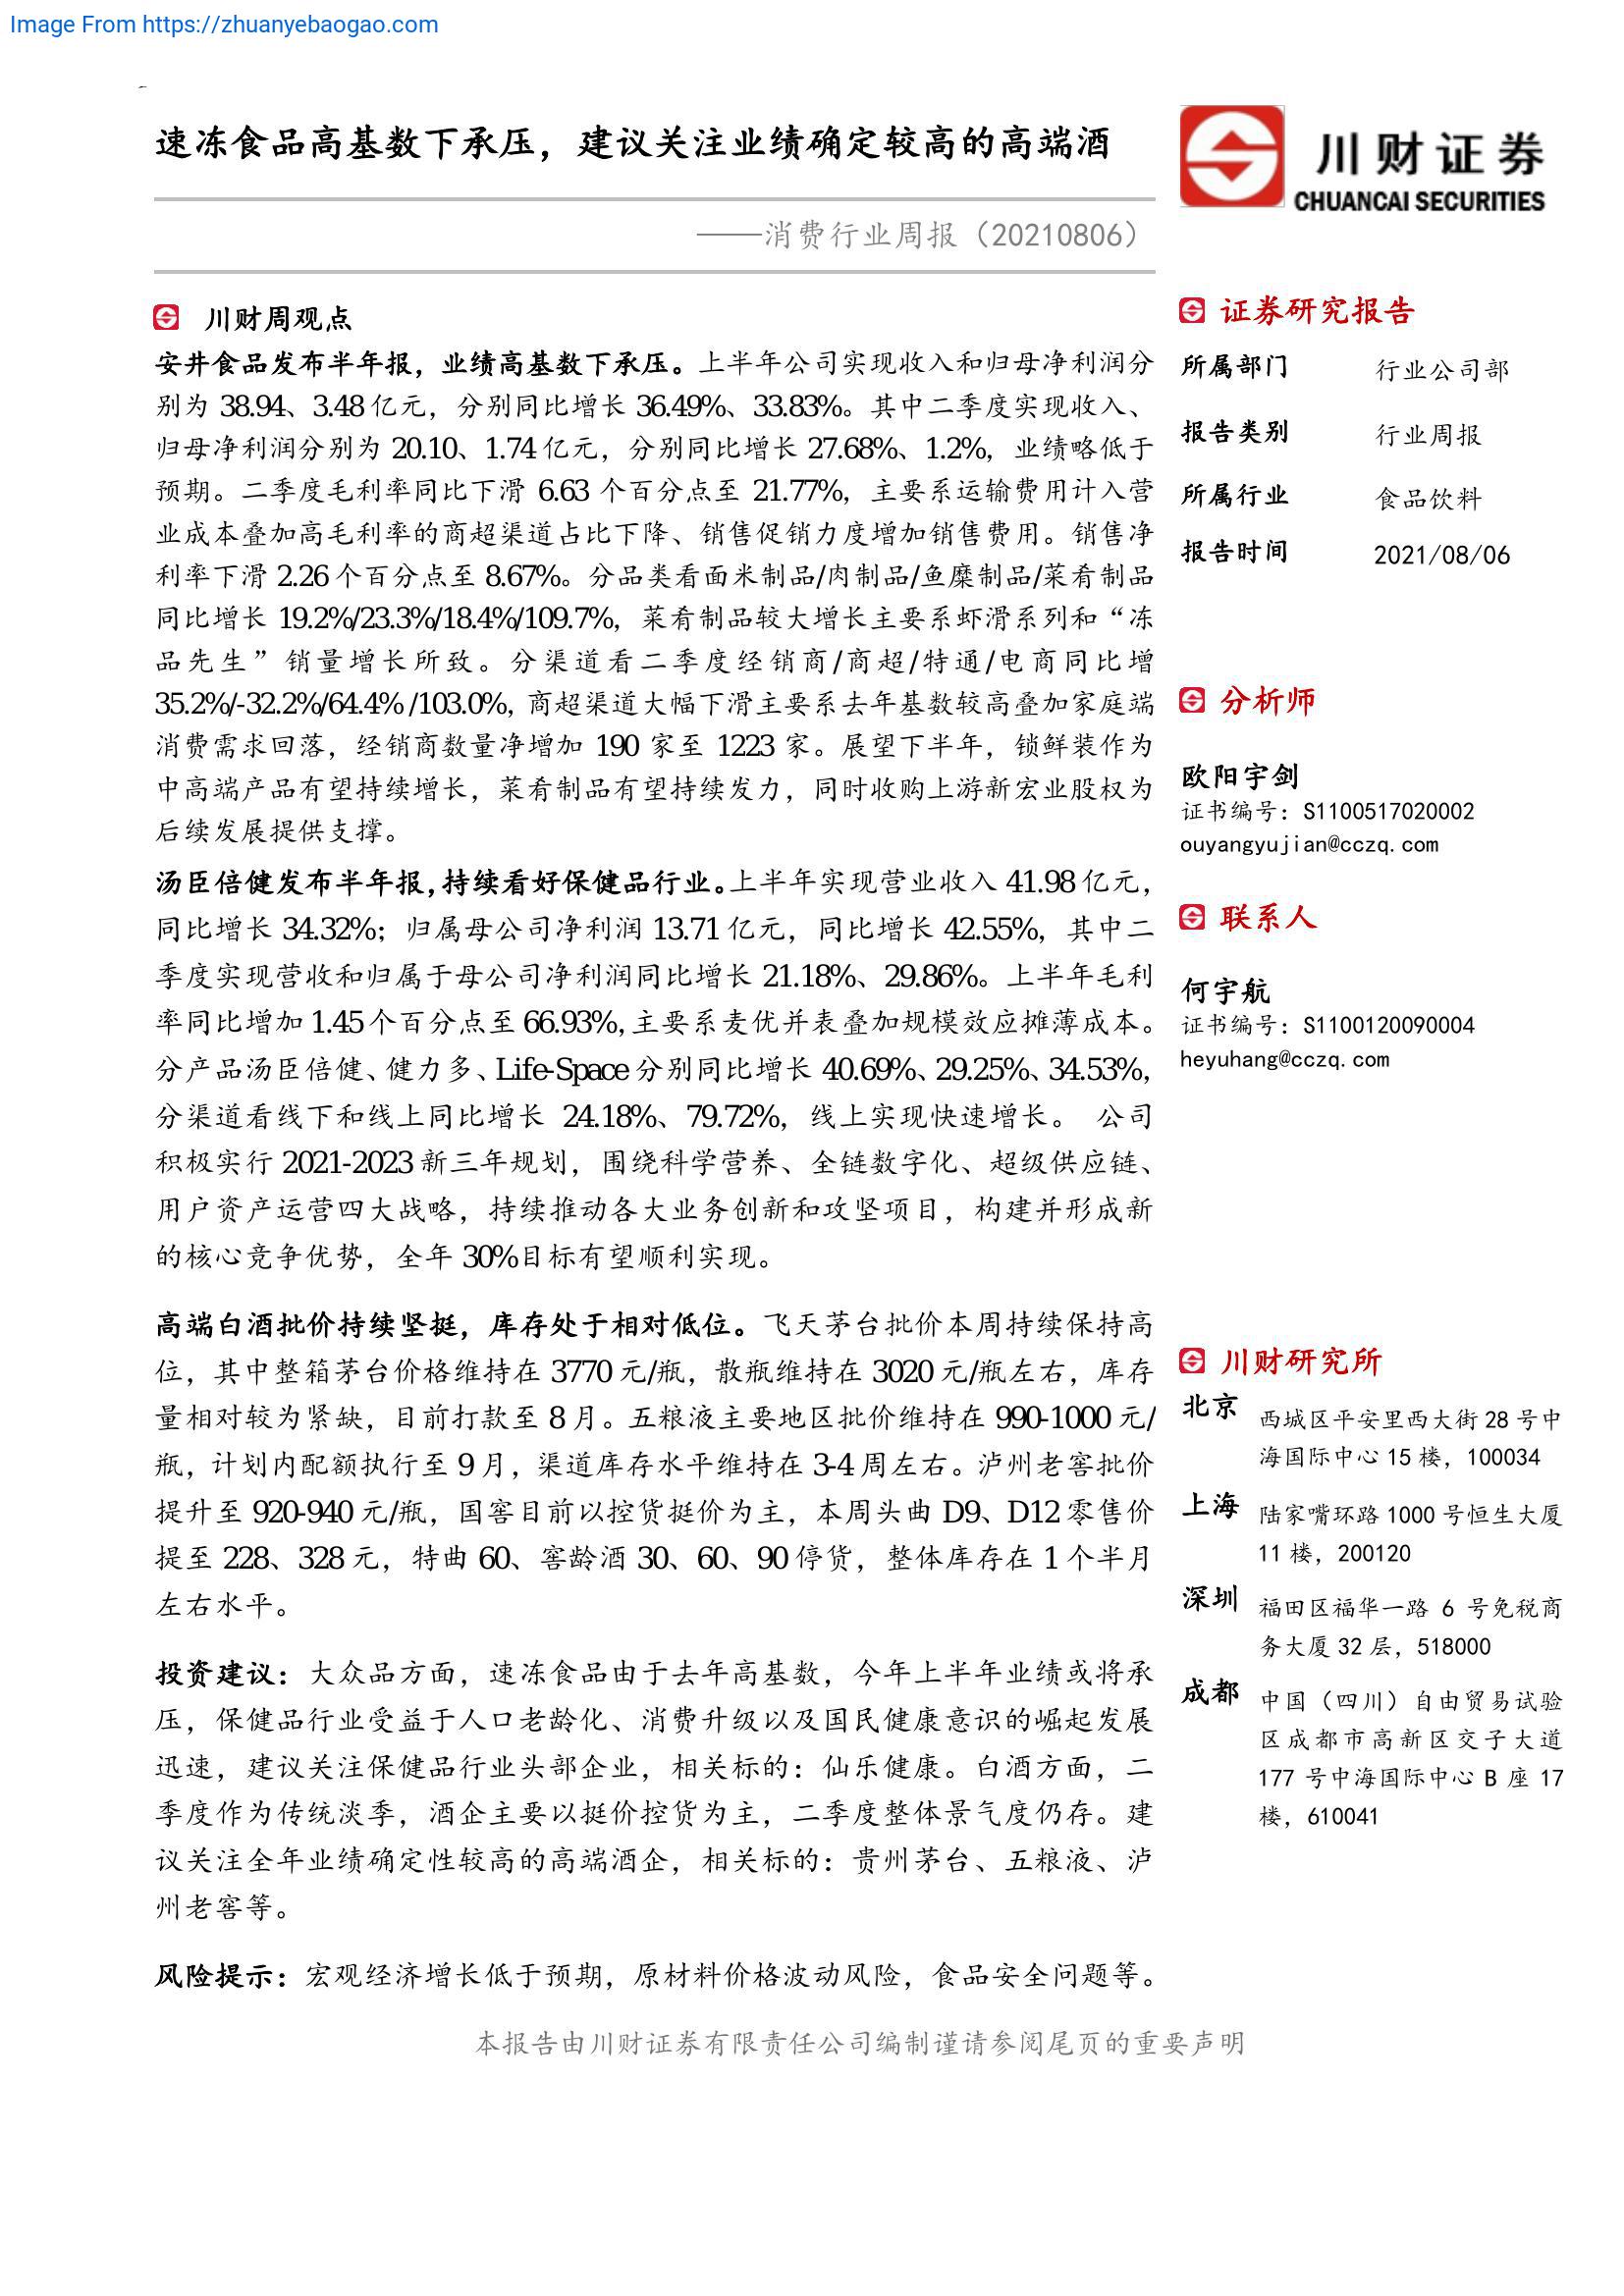 Image From https://zhuanyebaogao.com
速冻食品高基数下承压，建议关注业绩确定较高的高端酒
川财证券
CHUANCAI SECURITIES
——消费行业周报（20210806）
川财周观点
安井食品发布半年报，业绩高基数下承压。上半年公司实现收入和归母净利润分
别为 38.94、3.48 亿元，分别同比增长 36.49%、33.83%。其中二季度实现收入、
归母净利润分别为 20.10、1.74 亿元，分别同比增长 27.68%、1.2%，业绩略低于
预期。二季度毛利率同比下滑 6.63 个百分点至 21.77%，主要系运输费用计入营
业成本叠加高毛利率的商超渠道占比下降、销售促销力度增加销售费用。销售净
利率下滑 2.26 个百分点至 8.67%。分品类看面米制品/肉制品/鱼糜制品/菜肴制品
同比增长 19.2%/23.3%/18.4%/109.7%，菜肴制品较大增长主要系虾滑系列和“冻
品先生”销量增长所致。分渠道看二季度经销商/商超/特通/电商同比增
35.2%/-32.2%/64.4% /103.0%，商超渠道大幅下滑主要系去年基数较高叠加家庭端
消费需求回落，经销商数量净增加 190 家至 1223 家。展望下半年，锁鲜装作为
中高端产品有望持续增长，菜肴制品有望持续发力，同时收购上游新宏业股权为
后续发展提供支撑。
汤臣倍健发布半年报，持续看好保健品行业。上半年实现营业收入 41.98 亿元，
同比增长 34.32%；归属母公司净利润 13.71 亿元，同比增长 42.55%，其中二
季度实现营收和归属于母公司净利润同比增长 21.18%、29.86%。上半年毛利
率同比增加 1.45 个百分点至 66.93%，主要系麦优并表叠加规模效应摊薄成本。
分产品汤臣倍健、健力多、Life-Space 分别同比增长 40.69%、29.25%、34.53%，
分渠道看线下和线上同比增长 24.18%、79.72%，线上实现快速增长。 公司
积极实行 2021-2023 新三年规划，围绕科学营养、全链数字化、超级供应链、
用户资产运营四大战略，持续推动各大业务创新和攻坚项目，构建并形成新
的核心竞争优势，全年 30%目标有望顺利实现。
高端白酒批价持续坚挺，库存处于相对低位。飞天茅台批价本周持续保持高
位，其中整箱茅台价格维持在 3770 元/瓶，散瓶维持在 3020 元/瓶左右，库存
量相对较为紧缺，目前打款至 8 月。五粮液主要地区批价维持在 990-1000 元/
瓶，计划内配额执行至 9 月，渠道库存水平维持在 3-4 周左右。泸州老窖批价
提升至 920-940 元/瓶，国窖目前以控货挺价为主，本周头曲 D9、D12 零售价
提至 228、328 元，特曲 60、窖龄酒 30、60、90 停货，整体库存在 1 个半月
左右水平。
投资建议：大众品方面，速冻食品由于去年高基数，今年上半年业绩或将承
压，保健品行业受益于人口老龄化、消费升级以及国民健康意识的崛起发展
迅速，建议关注保健品行业头部企业，相关标的：仙乐健康。白酒方面，二
季度作为传统淡季，酒企主要以挺价控货为主，二季度整体景气度仍存。建
议关注全年业绩确定性较高的高端酒企，相关标的：贵州茅台、五粮液、泸
州老窖等。
风险提示：宏观经济增长低于预期，原材料价格波动风险，食品安全问题等。
证券研究报告
所属部门 行业公司部
报告类别 行业周报
所属行业 食品饮料
报告时间 2021/08/06
分析师
欧阳宇剑
证书编号：S1100517020002
ouyangyujian@cczq.com
联系人
何宇航
证书编号：S1100120090004
heyuhang@cczq.com
川财研究所
北京 西城区平安里西大街 28 号中
海国际中心 15 楼，100034
上海 陆家嘴环路 1000 号恒生大厦
11 楼，200120
深圳 福田区福华一路 6 号免税商
务大厦 32 层，518000
成都 中国（四川）自由贸易试验
区成都市高新区交子大道
177 号中海国际中心 B 座 17
楼，610041
本报告由川财证券有限责任公司编制谨请参阅尾页的重要声明